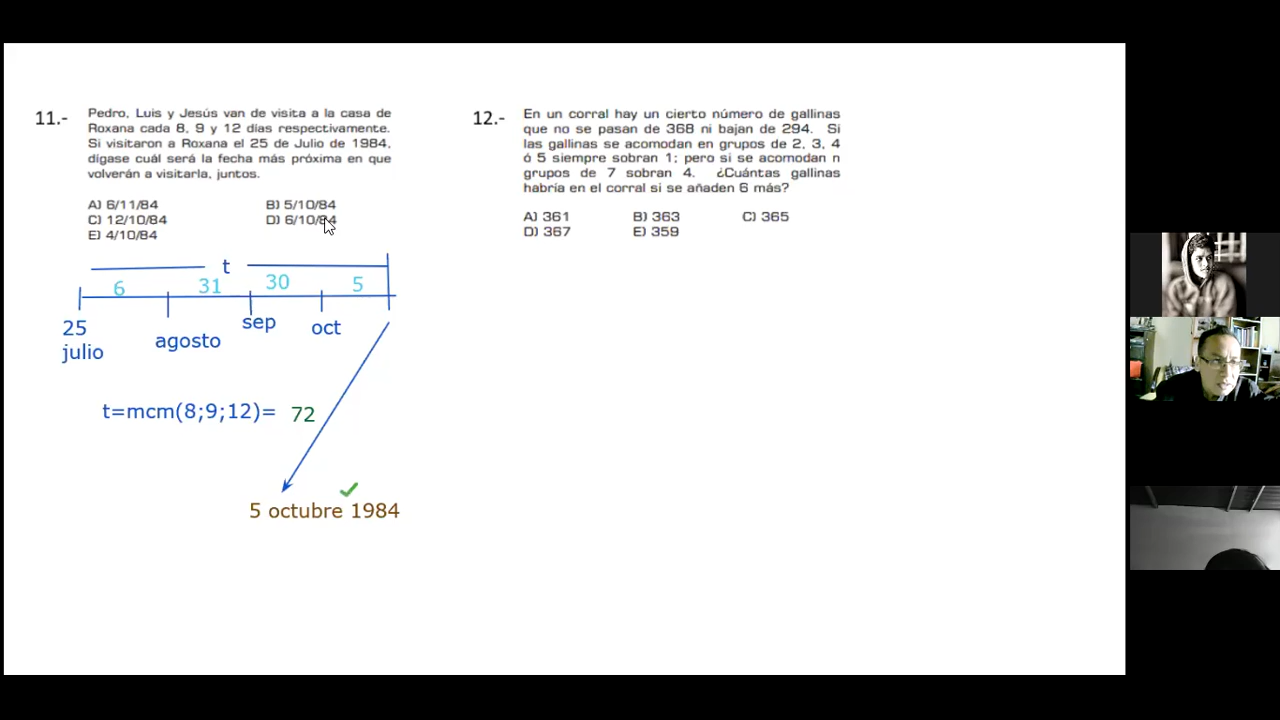 11.-
Pedro, Luis y Jesús van de visita a la casa de
Roxana cada 8, 9 y 12 días respectivamente.
Si visitaron a Roxana el 25 de Julio de 1984,
dígase cuál será la fecha más próxima en que
volverán a visitarla, juntos.
A) 6/11/84 B) 5/10/84
C) 12/10/84 D) 6/10/84
E) 4/10/84
t
6 31 30 5
25
julio
agosto
sep
oct
t=mcm(8;9;12)= 72
5 octubre 1984
12.-
En un corral hay un cierto número de gallinas
que no se pasan de 368 ni bajan de 294. Si
las gallinas se acomodan en grupos de 2, 3, 4
ó 5 siempre sobran 1; pero si se acomodan n
grupos de 7 sobran 4. ¿Cuántas gallinas
habría en el corral si se añaden 6 más?
A) 361 B) 363 C) 365
D) 367 E) 359